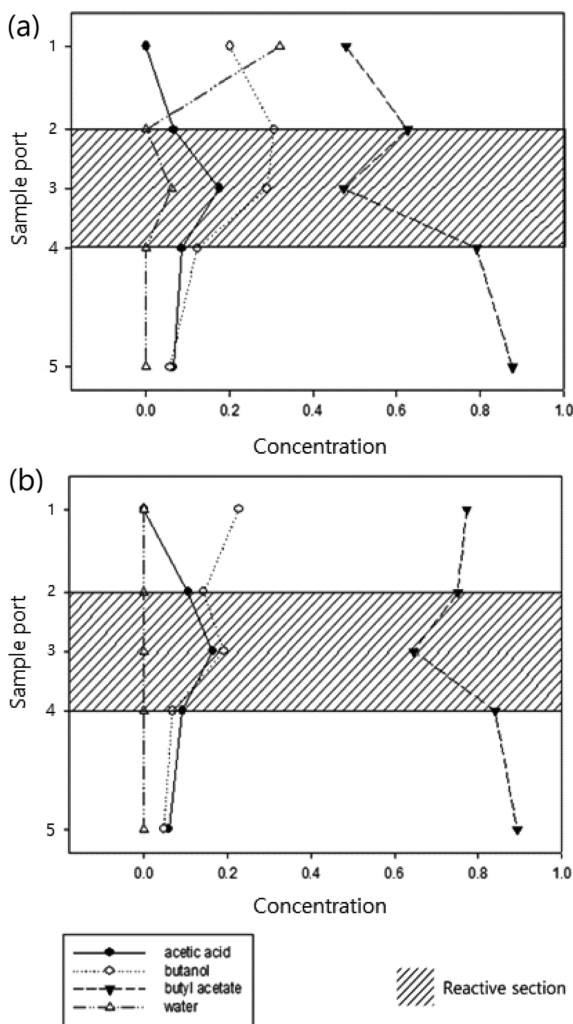 (a)
1
2
3
4
5
Sample port
0.0 0.2 0.4 0.6 0.8 1.0
Concentration
(b)
1
2
3
4
5
Sample port
0.0 0.2 0.4 0.6 0.8 1.0
Concentration
acetic acid
butanol
butyl acetate
water
Reactive section